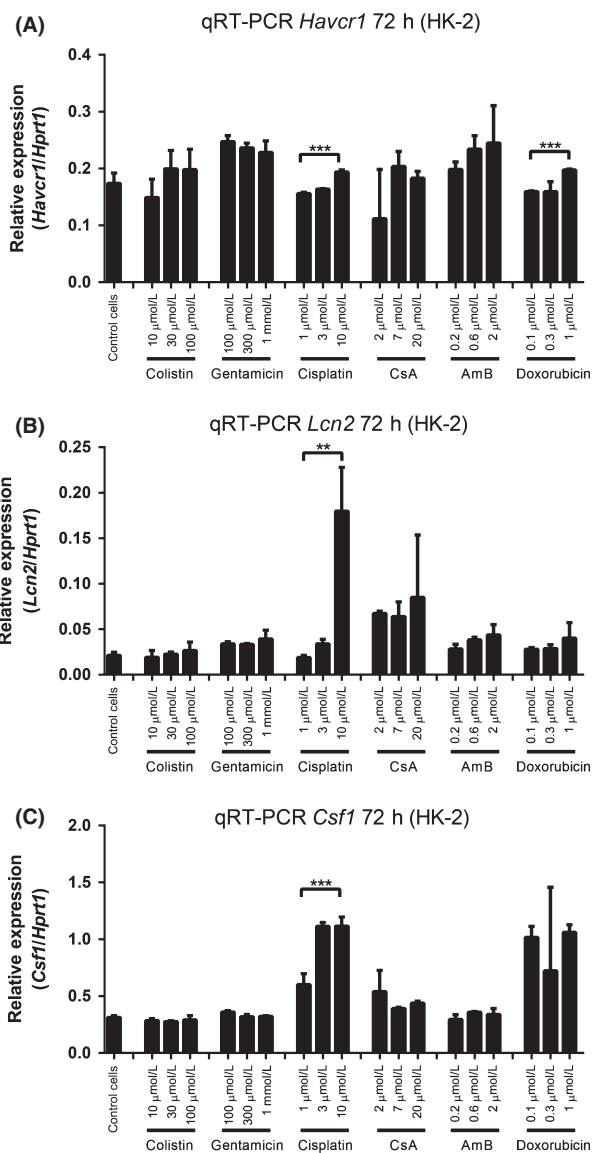 (A)
qRT-PCR Havcr1 72 h (HK-2)
Relative expression
(Havcr1/Hprt1)
0.4
0.3
0.2
0.1
0.0
***
***
Control cells
10 μmol/L
30 μmol/L
100 μmol/L
100 μmol/L
300 μmol/L
1 mmol/L
1 μmol/L
3 μmol/L
10 μmol/L
2 μmol/L
7 μmol/L
20 μmol/L
0.2 μmol/L
0.6 μmol/L
2 μmol/L
0.1 μmol/L
0.3 μmol/L
1 μmol/L
Colistin
Gentamicin
Cisplatin
CsA
AmB
Doxorubicin
(B)
qRT-PCR Lcn2 72 h (HK-2)
Relative expression
(Lcn2/Hprt1)
0.25
0.20
0.15
0.10
0.05
0.00
**
Control cells
10 μmol/L
30 μmol/L
100 μmol/L
100 μmol/L
300 μmol/L
1 mmol/L
1 μmol/L
3 μmol/L
10 μmol/L
2 μmol/L
7 μmol/L
20 μmol/L
0.2 μmol/L
0.6 μmol/L
2 μmol/L
0.1 μmol/L
0.3 μmol/L
1 μmol/L
Colistin
Gentamicin
Cisplatin
CsA
AmB
Doxorubicin
(C)
qRT-PCR Csf1 72 h (HK-2)
Relative expression
(Csf1/Hprt1)
2.0
1.5
1.0
0.5
0.0
***
Control cells
10 μmol/L
30 μmol/L
100 μmol/L
100 μmol/L
300 μmol/L
1 mmol/L
1 μmol/L
3 μmol/L
10 μmol/L
2 μmol/L
7 μmol/L
20 μmol/L
0.2 μmol/L
0.6 μmol/L
2 μmol/L
0.1 μmol/L
0.3 μmol/L
1 μmol/L
Colistin
Gentamicin
Cisplatin
CsA
AmB
Doxorubicin